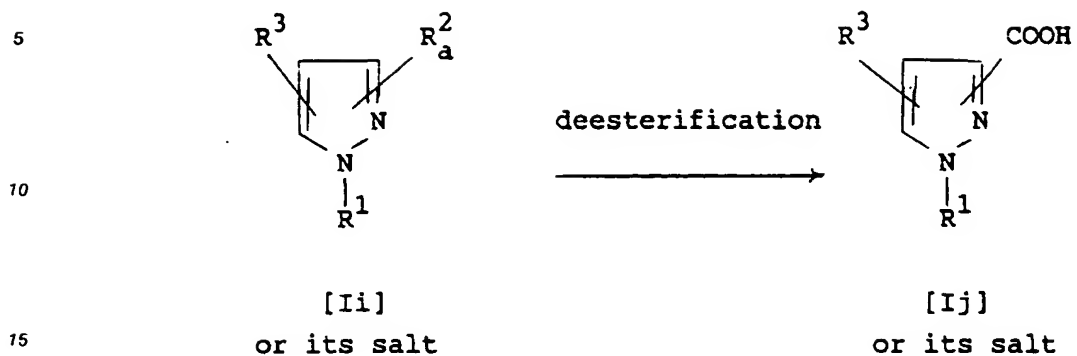 5 R³ R²a R³ COOH
N deesterification N
N N
10
R¹ R¹
[Ii] [Ij]
15 or its salt or its salt